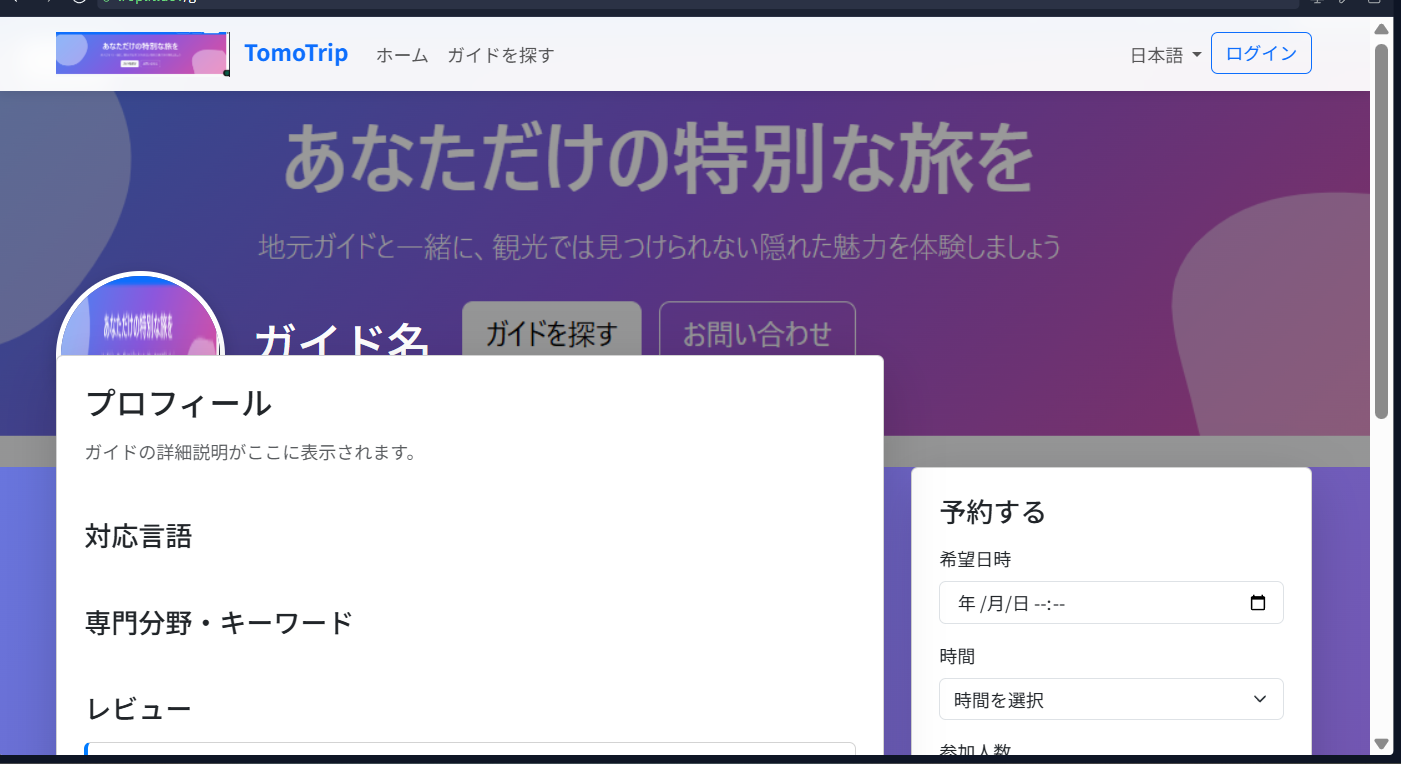 あなただけの特別な旅を
TomoTrip
ホーム
ガイドを探す
日本語
ログイン
あなただけの特別な旅を
地元ガイドと一緒に、観光では見つけられない隠れた魅力を体験しましょう
あなただけの特別な旅を
ガイド名
ガイドを探す
お問い合わせ
プロフィール
ガイドの詳細説明がここに表示されます。
対応言語
専門分野・キーワード
レビュー
予約する
希望日時
年 /月/日 --:--
時間
時間を選択
参加人数